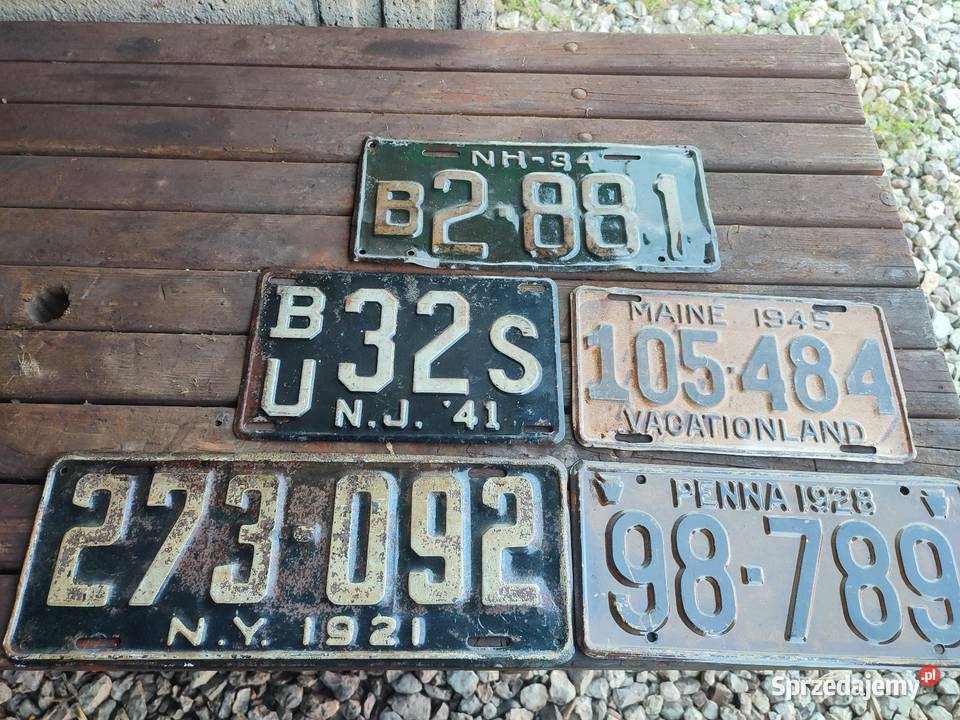 NH-34
B2-881
BU 32S
N.J. '41
MAINE 1945
105-484
VACATIONLAND
273-092
N.Y. 1921
PENNA 1928
98-789
Sprzedajemy.pl